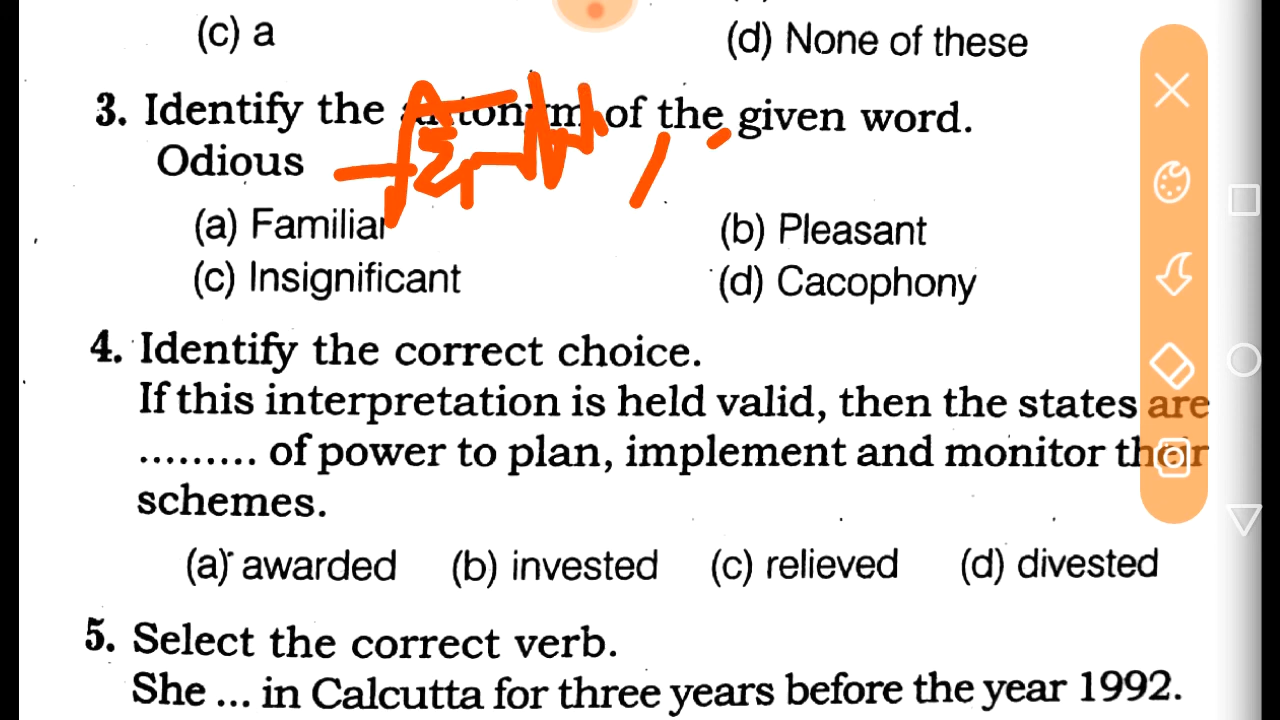 (c) a
(d) None of these
3. Identify the antonym of the given word.
Odious
(a) Familiar
(b) Pleasant
(c) Insignificant
(d) Cacophony
4. Identify the correct choice.
If this interpretation is held valid, then the states are
......... of power to plan, implement and monitor their
schemes.
(a) awarded (b) invested (c) relieved (d) divested
5. Select the correct verb.
She ... in Calcutta for three years before the year 1992.